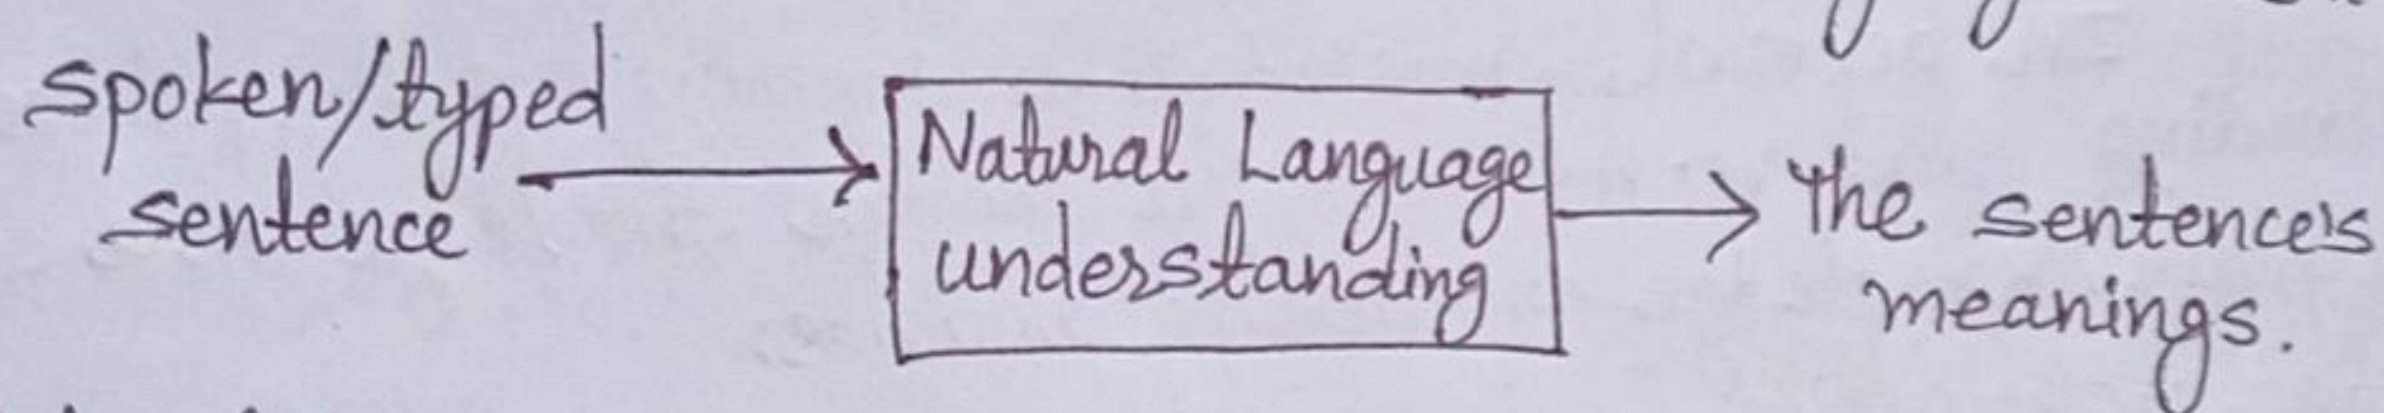 spoken/typed
sentence
Natural Language
understanding
The sentence's
meanings.